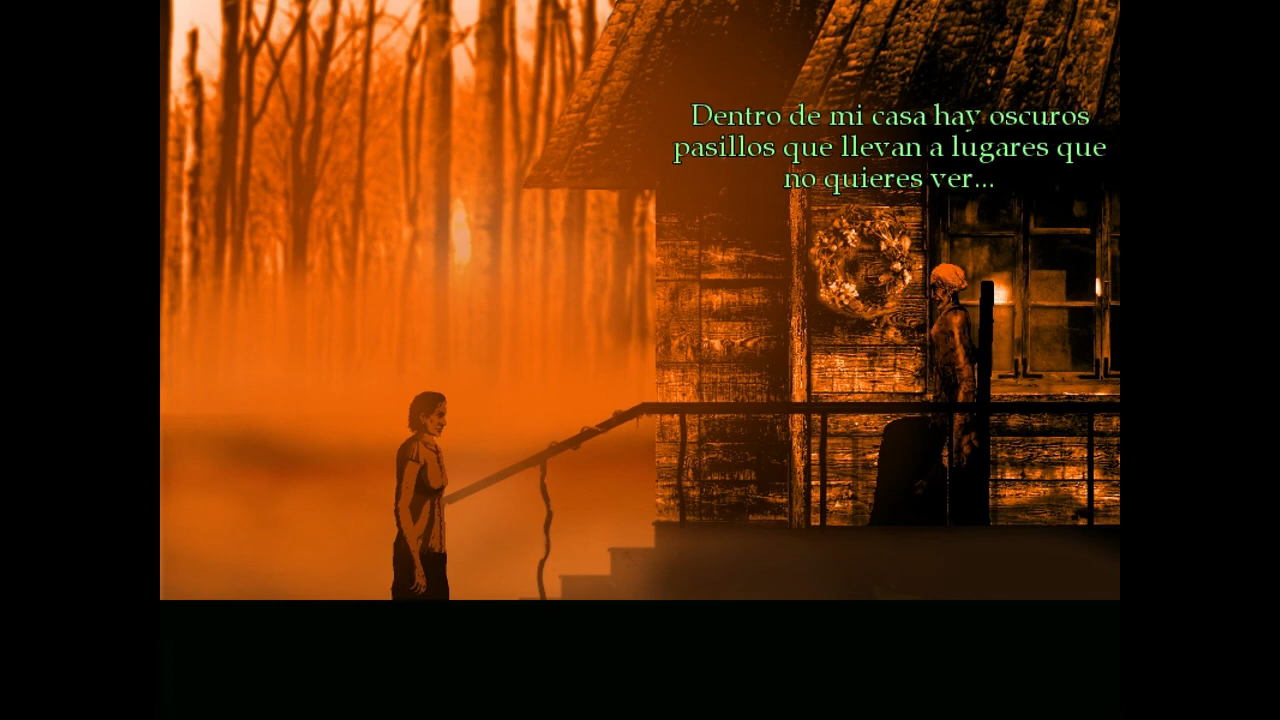 Dentro de mi casa hay oscuros
pasillos que llevan a lugares que
no quieres ver...